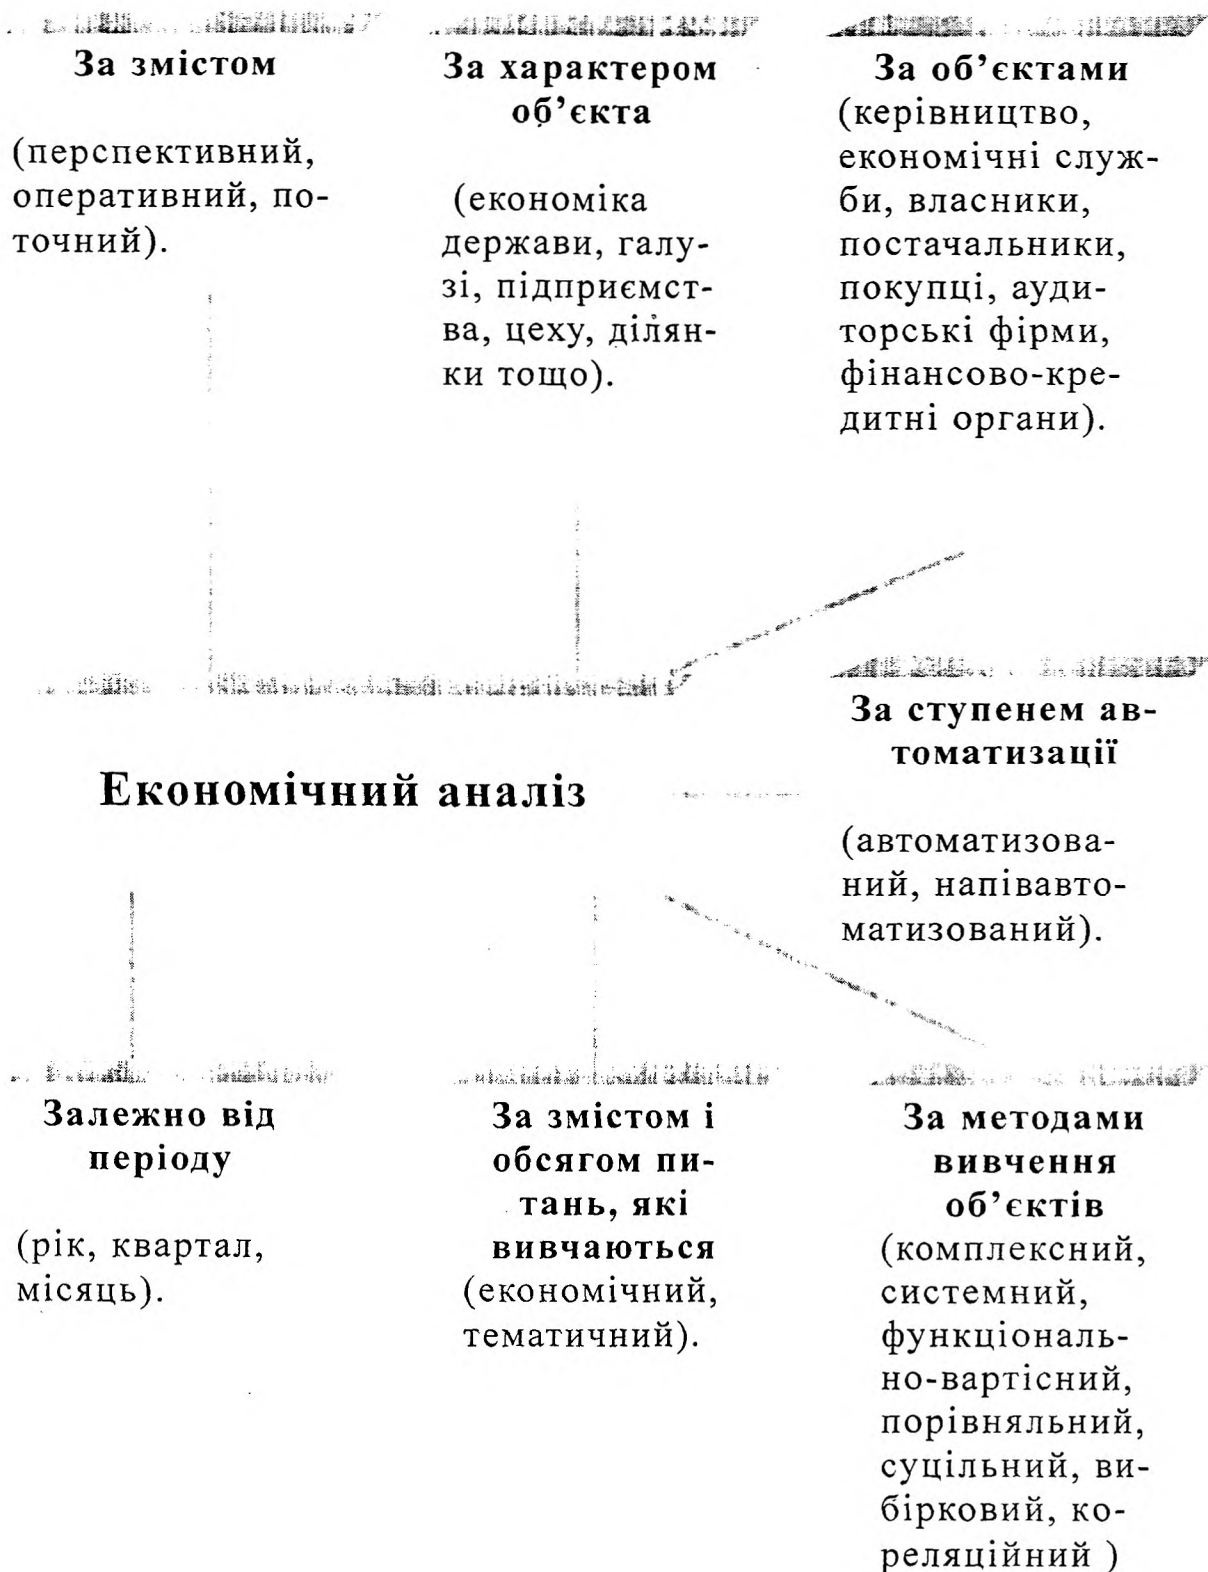 За змістом
(перспективний,
оперативний, по-
точний).
За характером
об’єкта
(економіка
держави, галу-
зі, підприємст-
ва, цеху, ділян-
ки тощо).
За об’єктами
(керівництво,
економічні служ-
би, власники,
постачальники,
покупці, ауди-
торські фірми,
фінансово-кре-
дитні органи).
Економічний аналіз
За ступенем ав-
томатизації
(автоматизова-
ний, напівавто-
матизований).
Залежно від
періоду
(рік, квартал,
місяць).
За змістом і
обсягом пи-
тань, які
вивчаються
(економічний,
тематичний).
За методами
вивчення
об’єктів
(комплексний,
системний,
функціональ-
но-вартісний,
порівняльний,
суцільний, ви-
бірковий, ко-
реляційний )